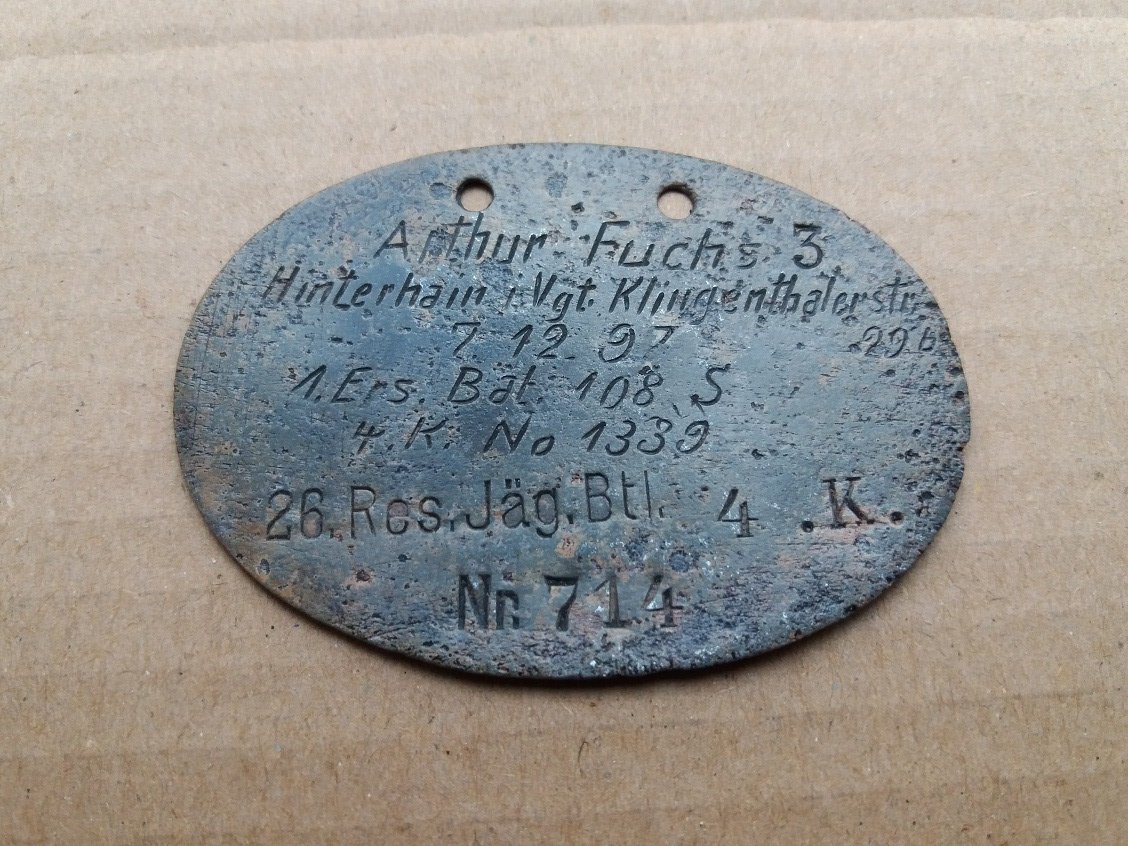 Arthur Fuchs 3
Hinterhain i Vgt. Klingenthalerstr.
29 b
7 12 97
1. Ers. Bat. 108 S
4. K. No 1339
26. Res. Jäg. Btl. 4 .K.
Nr. 714